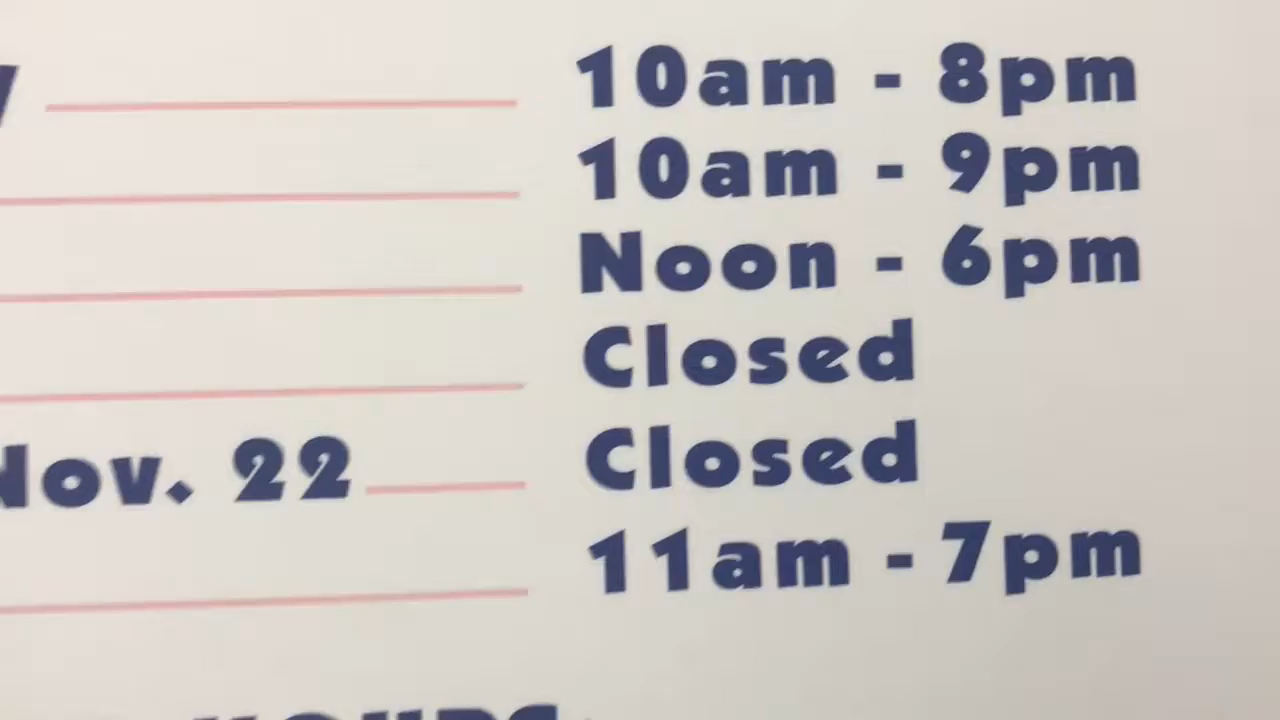 10am - 8pm
10am - 9pm
Noon - 6pm
Closed
Nov. 22 Closed
11am - 7pm